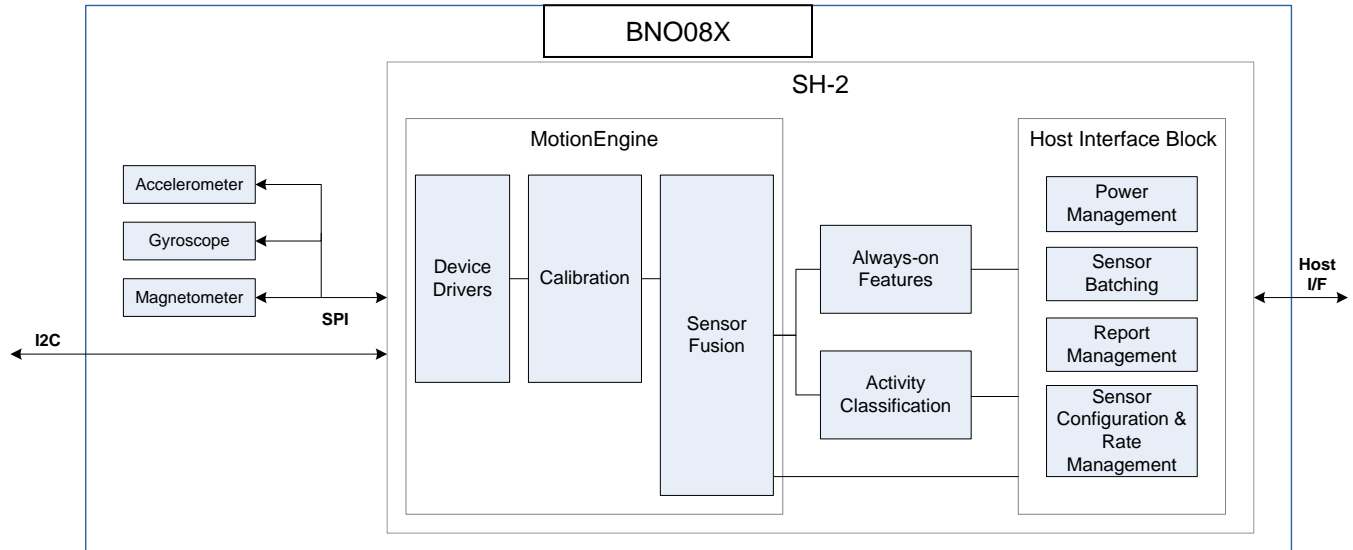 BNO08X
SH-2
MotionEngine
Host Interface Block
Accelerometer
Gyroscope
Magnetometer
SPI
I2C
Device
Drivers
Calibration
Sensor
Fusion
Always-on
Features
Activity
Classification
Power
Management
Sensor
Batching
Report
Management
Sensor
Configuration &
Rate
Management
Host
I/F